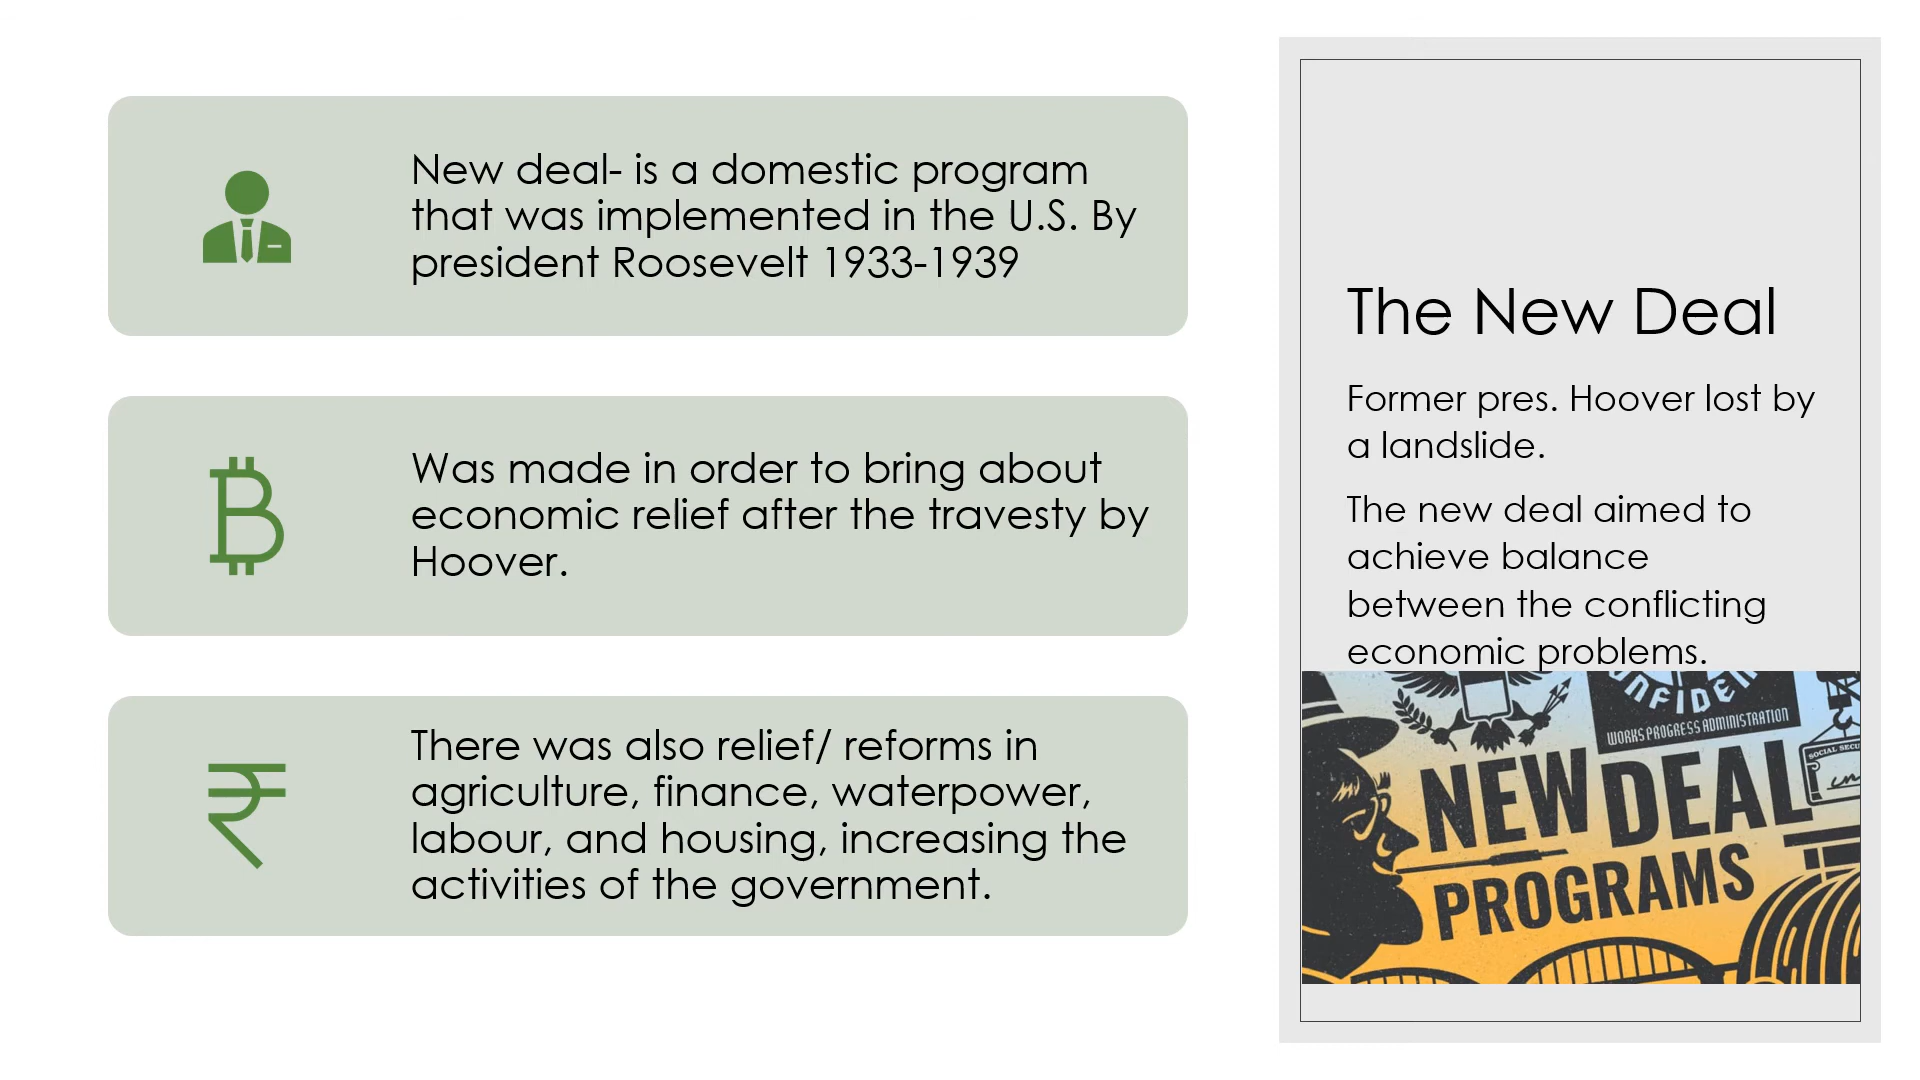 New deal- is a domestic program
that was implemented in the U.S. By
president Roosevelt 1933-1939
Was made in order to bring about
economic relief after the travesty by
Hoover.
There was also relief/ reforms in
agriculture, finance, waterpower,
labour, and housing, increasing the
activities of the government.
The New Deal
Former pres. Hoover lost by
a landslide.
The new deal aimed to
achieve balance
between the conflicting
economic problems.
WORKS PROGRESS ADMINISTRATION
SOCIAL
NEW DEAL
PROGRAMS